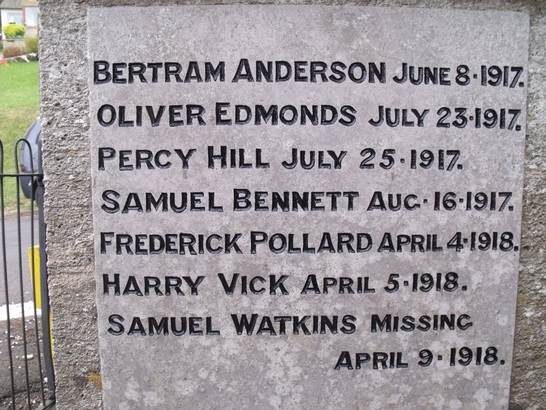 BERTRAM ANDERSON JUNE 8·1917.
OLIVER EDMONDS JULY 23·1917.
PERCY HILL JULY 25·1917.
SAMUEL BENNETT AUG·16·1917.
FREDERICK POLLARD APRIL 4·1918.
HARRY VICK APRIL 5·1918.
SAMUEL WATKINS MISSING
APRIL 9·1918.